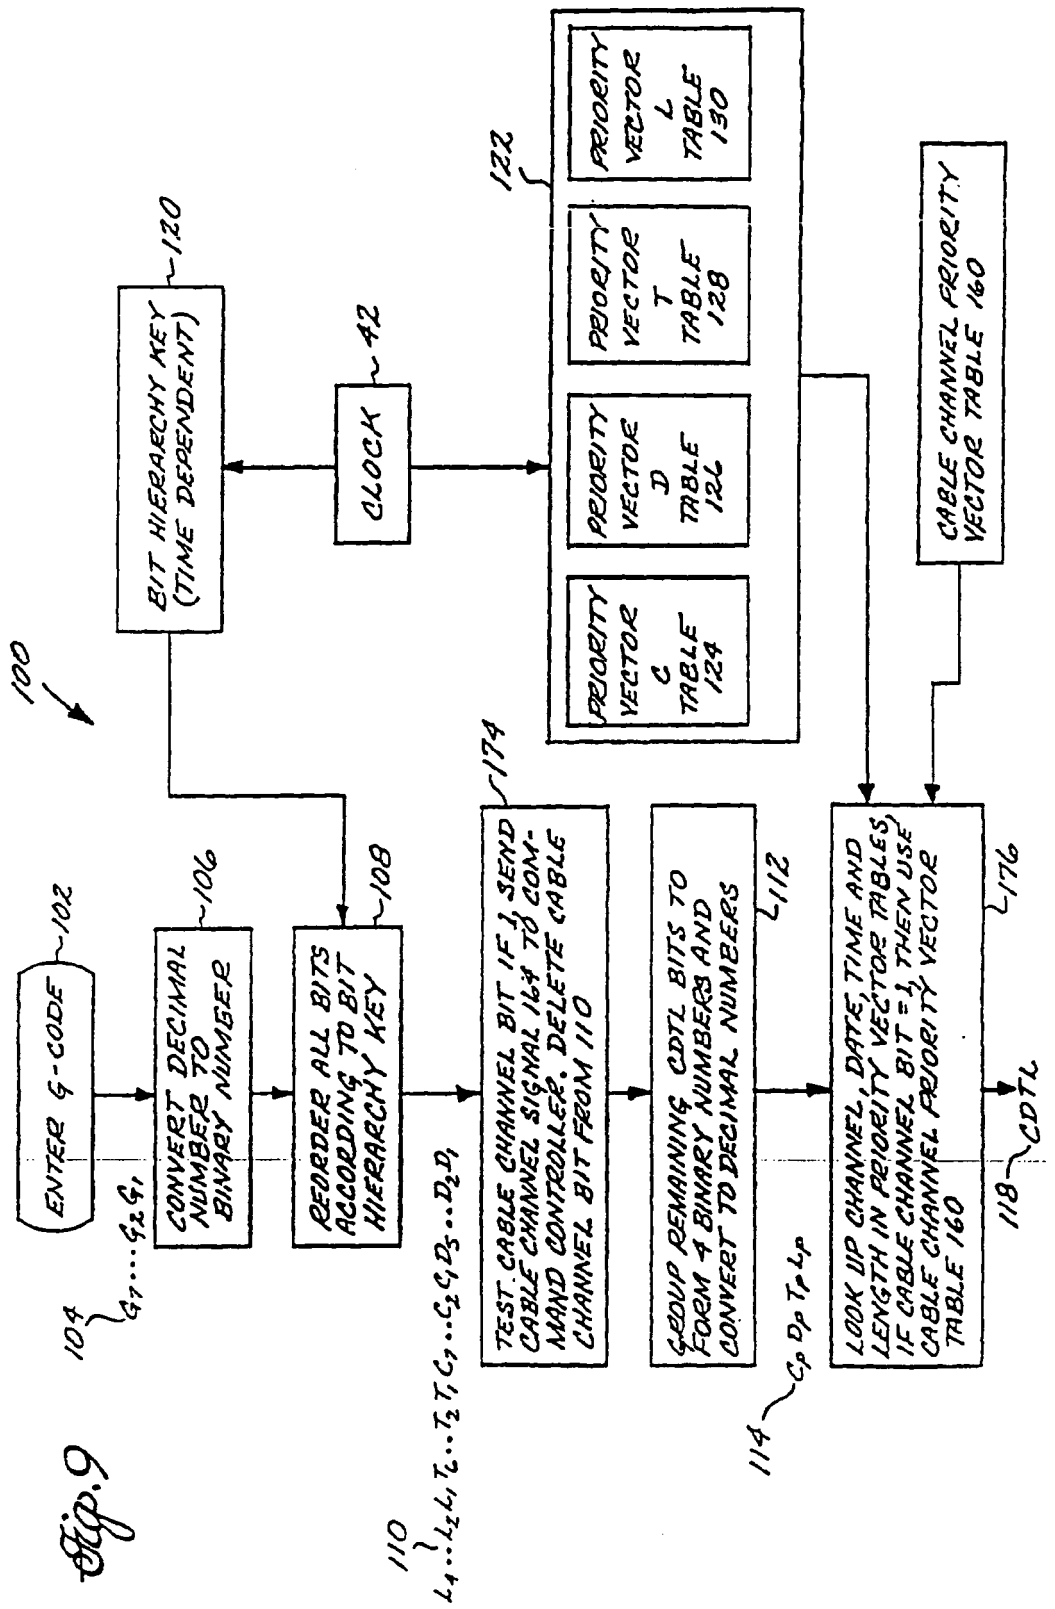 Fig. 9
100
ENTER G-CODE
102
104
G7....G2G1
CONVERT DECIMAL
NUMBER TO
BINARY NUMBER
106
REORDER ALL BITS
ACCORDING TO BIT
HIERARCHY KEY
108
BIT HIERARCHY KEY
(TIME DEPENDENT)
120
CLOCK
42
110
L4...L2L1T6...T2T1C7...C2C1D5...D2D1
TEST CABLE CHANNEL BIT IF 1, SEND
CABLE CHANNEL SIGNAL 164 TO COM-
MAND CONTROLLER. DELETE CABLE
CHANNEL BIT FROM 110
174
GROUP REMAINING CDTL BITS TO
FORM 4 BINARY NUMBERS AND
CONVERT TO DECIMAL NUMBERS
112
122
PRIORITY
VECTOR
C
TABLE
124
PRIORITY
VECTOR
D
TABLE
126
PRIORITY
VECTOR
T
TABLE
128
PRIORITY
VECTOR
L
TABLE
130
114
CpDpTpLp
LOOK UP CHANNEL, DATE, TIME AND
LENGTH IN PRIORITY VECTOR TABLES,
IF CABLE CHANNEL BIT = 1, THEN USE
CABLE CHANNEL PRIORITY VECTOR
TABLE 160
176
CABLE CHANNEL PRIORITY
VECTOR TABLE 160
118
CDTL